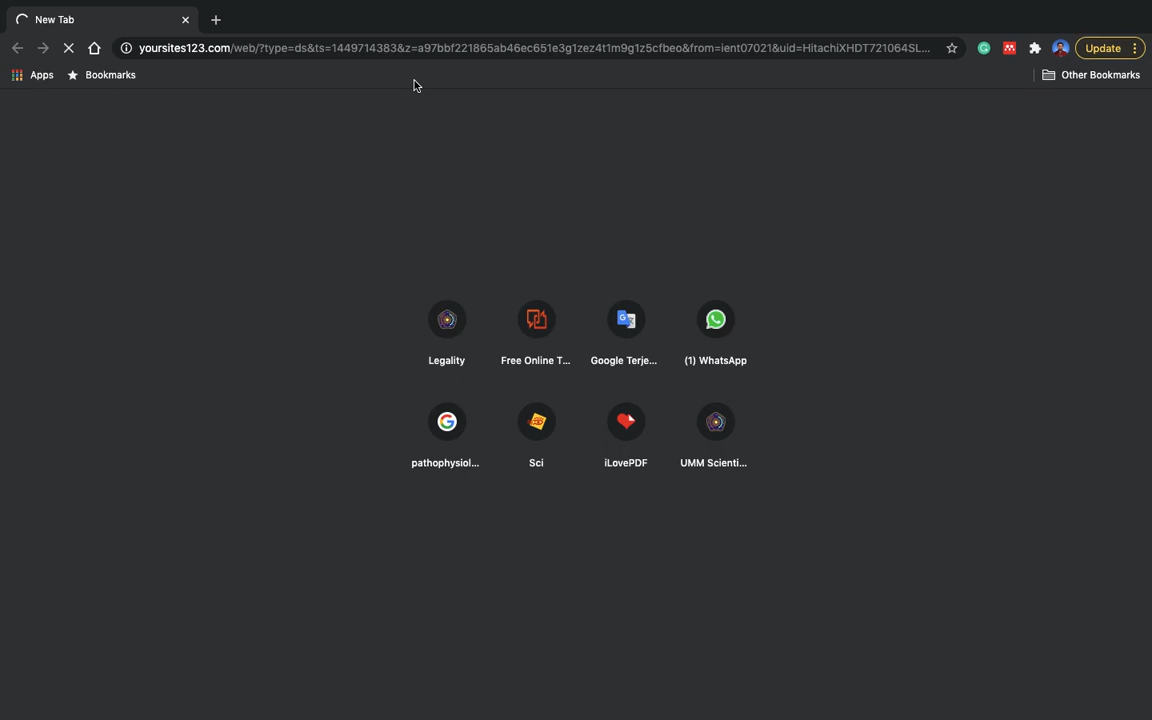 New Tab
yoursites123.com/web/?type=ds&ts=1449714383&z=a97bbf221865ab46ec651e3g1zez4t1m9g1z5cfbeo&from=ient07021&uid=HitachiXHDT721064SL... Update
Apps Bookmarks Other Bookmarks
Legality Free Online T... Google Terje... (1) WhatsApp
pathophysiol... Sci iLovePDF UMM Scienti...